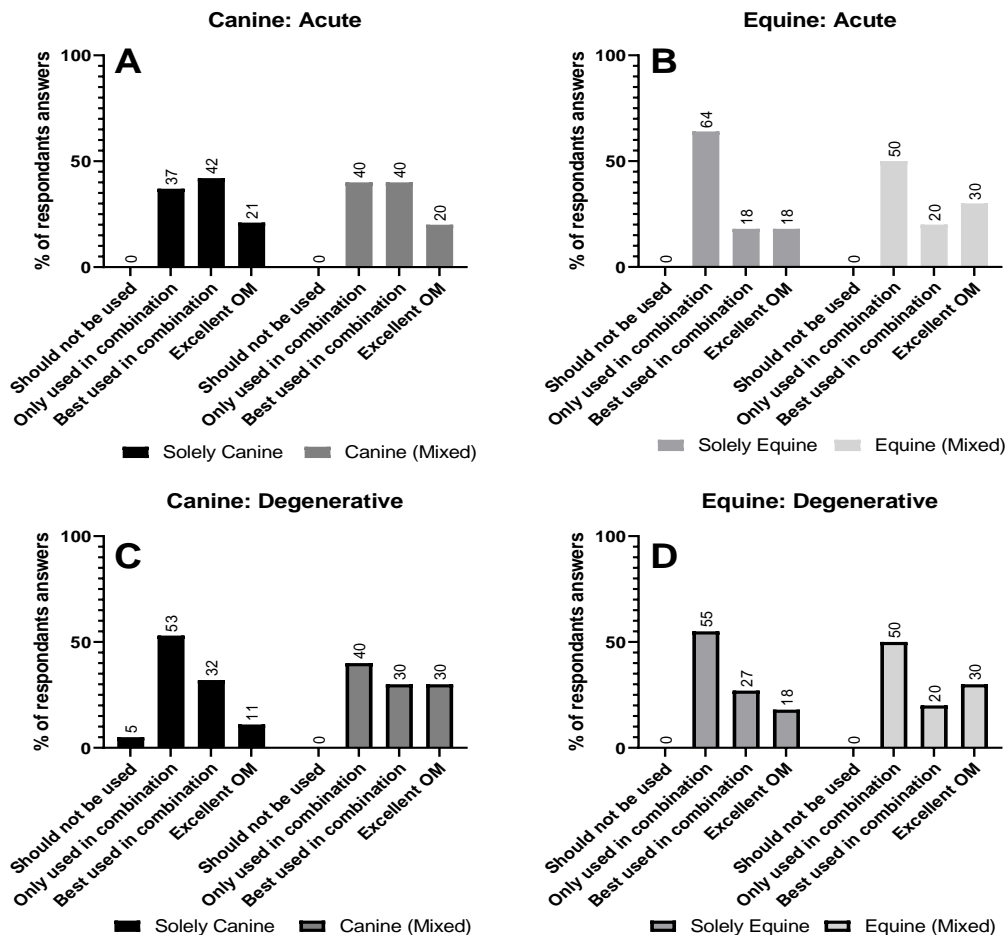 Canine: Acute
A
% of respondants answers
100
50
0
0
37
42
21
0
40
40
20
Should not be used
Only used in combination
Best used in combination
Excellent OM
Should not be used
Only used in combination
Best used in combination
Excellent OM
Solely Canine
Canine (Mixed)
Equine: Acute
B
% of respondants answers
100
50
0
0
64
18
18
0
50
20
30
Should not be used
Only used in combination
Best used in combination
Excellent OM
Should not be used
Only used in combination
Best used in combination
Excellent OM
Solely Equine
Equine (Mixed)
Canine: Degenerative
C
% of respondants answers
100
50
0
5
53
32
11
0
40
30
30
Should not be used
Only used in combination
Best used in combination
Excellent OM
Should not be used
Only used in combination
Best used in combination
Excellent OM
Solely Canine
Canine (Mixed)
Equine: Degenerative
D
% of respondants answers
100
50
0
0
55
27
18
0
50
20
30
Should not be used
Only used in combination
Best used in combination
Excellent OM
Should not be used
Only used in combination
Best used in combination
Excellent OM
Solely Equine
Equine (Mixed)